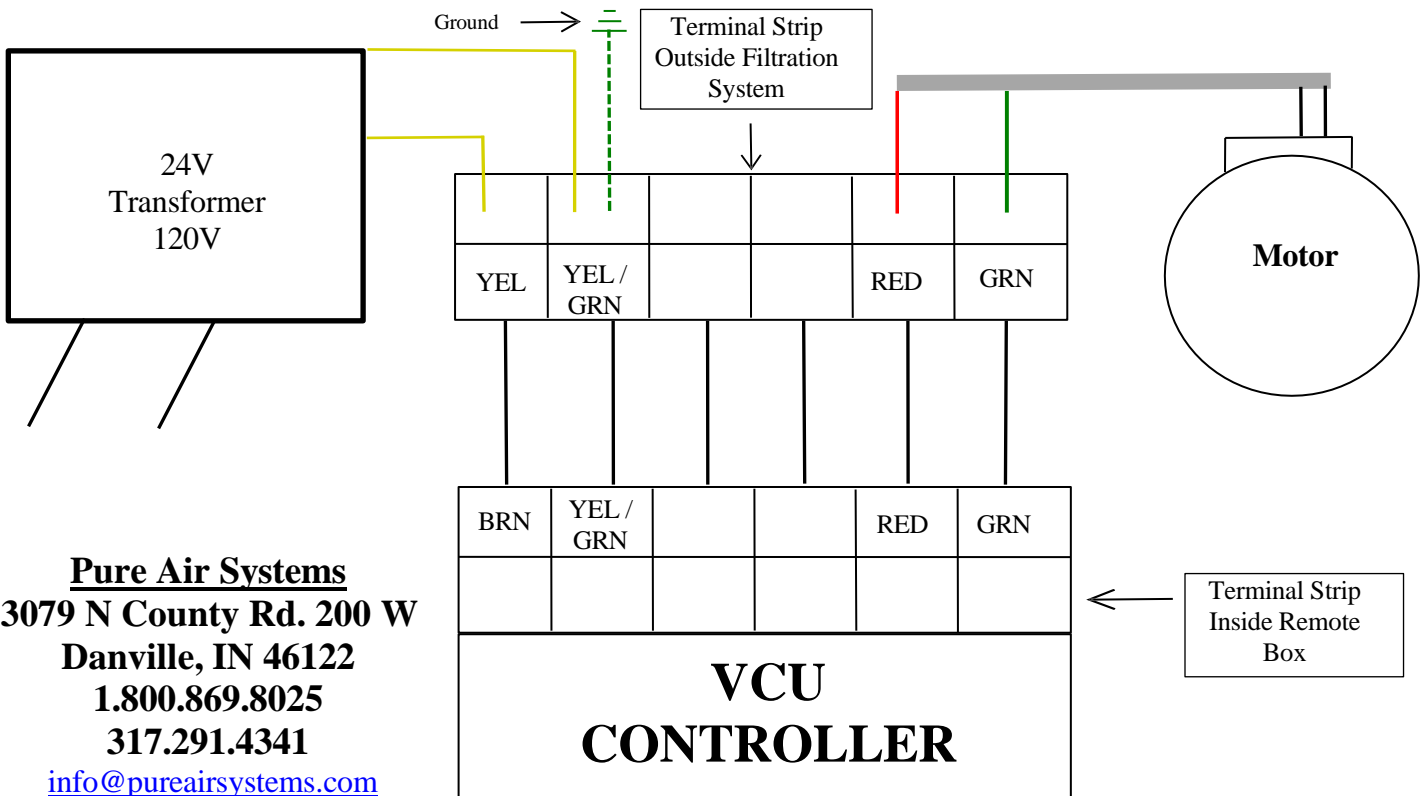 Ground
Terminal Strip
Outside Filtration
System
24V
Transformer
120V
Motor
YEL
YEL /
GRN
RED
GRN
BRN
YEL /
GRN
RED
GRN
Pure Air Systems
3079 N County Rd. 200 W
Danville, IN 46122
1.800.869.8025
317.291.4341
info@pureairsystems.com
VCU
CONTROLLER
Terminal Strip
Inside Remote
Box